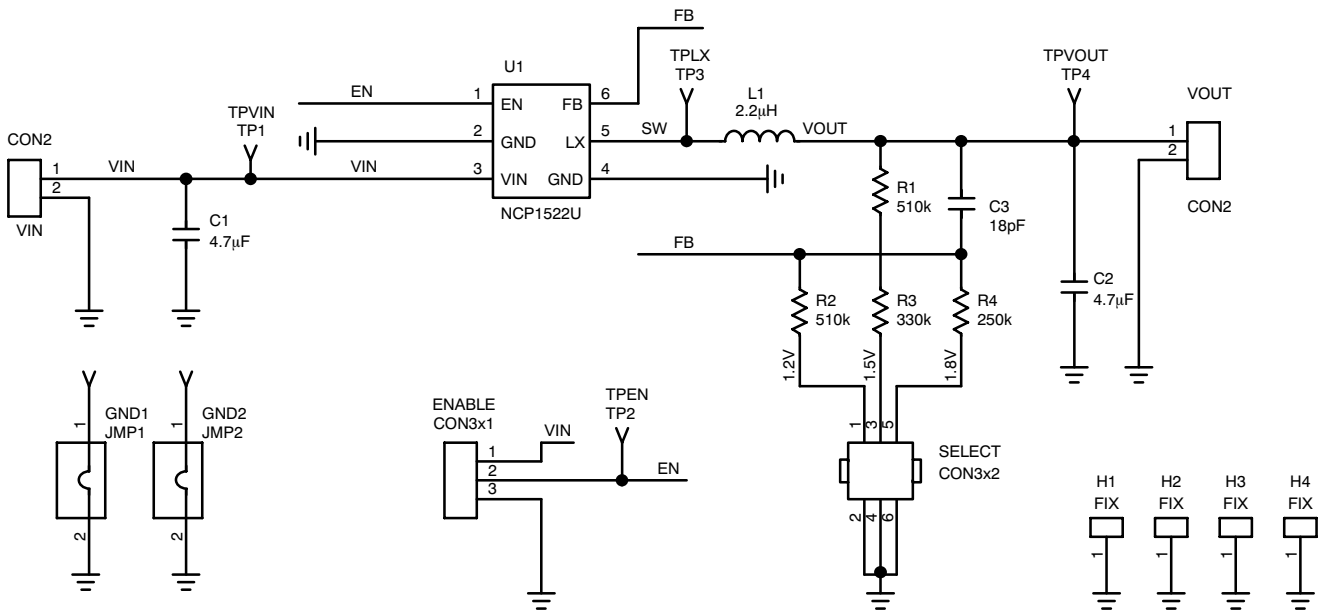 FB
U1
TPLX
TP3
TPVOUT
TP4
EN
1
EN
FB
6
L1
2.2μH
VOUT
TPVIN
TP1
CON2
2
GND
LX
5
SW
VOUT
1
2
1
VIN
VIN
3
VIN
GND
4
2
VIN
NCP1522U
R1
510k
C3
18pF
CON2
C1
4.7μF
FB
C2
4.7μF
R2
510k
R3
330k
R4
250k
1.2V
1.5V
1.8V
GND1
JMP1
GND2
JMP2
1
1
2
2
ENABLE
CON3x1
VIN
1
2
3
TPEN
TP2
EN
1
3
5
SELECT
CON3x2
2
4
6
H1
FIX
H2
FIX
H3
FIX
H4
FIX
1
1
1
1